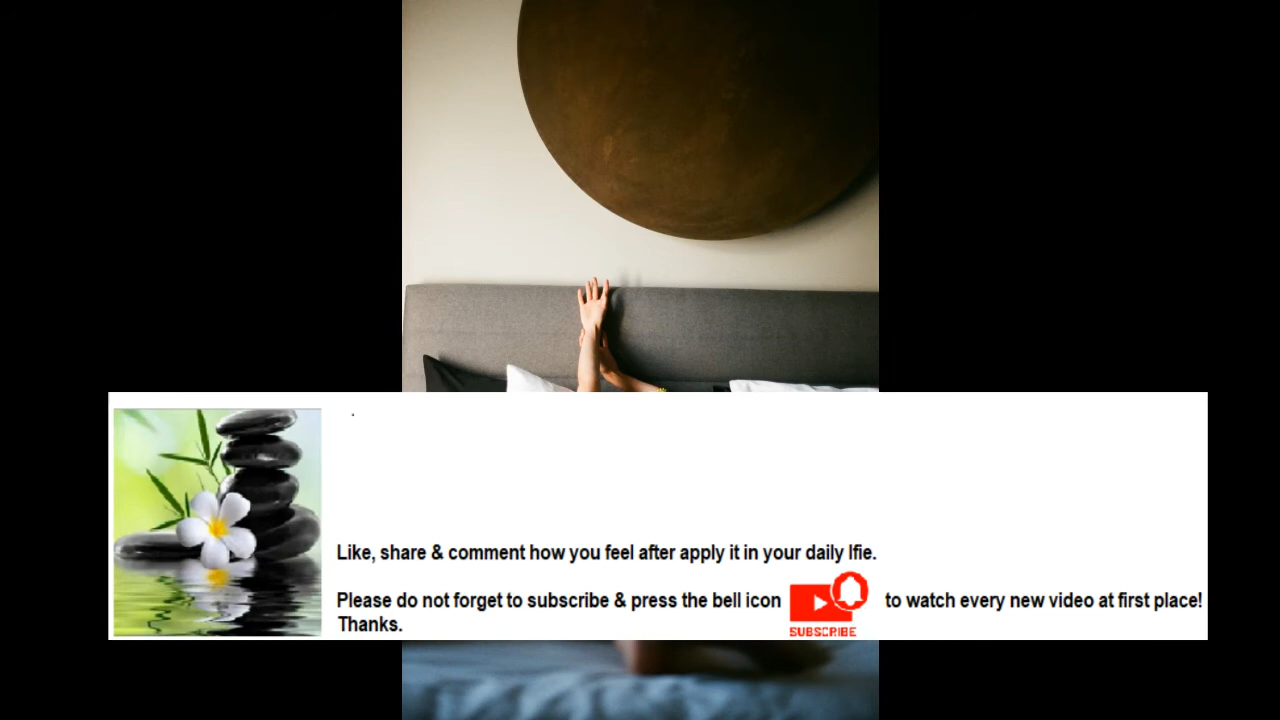 .
Like, share & comment how you feel after apply it in your daily lfie.
Please do not forget to subscribe & press the bell icon SUBSCRIBE to watch every new video at first place!
Thanks.